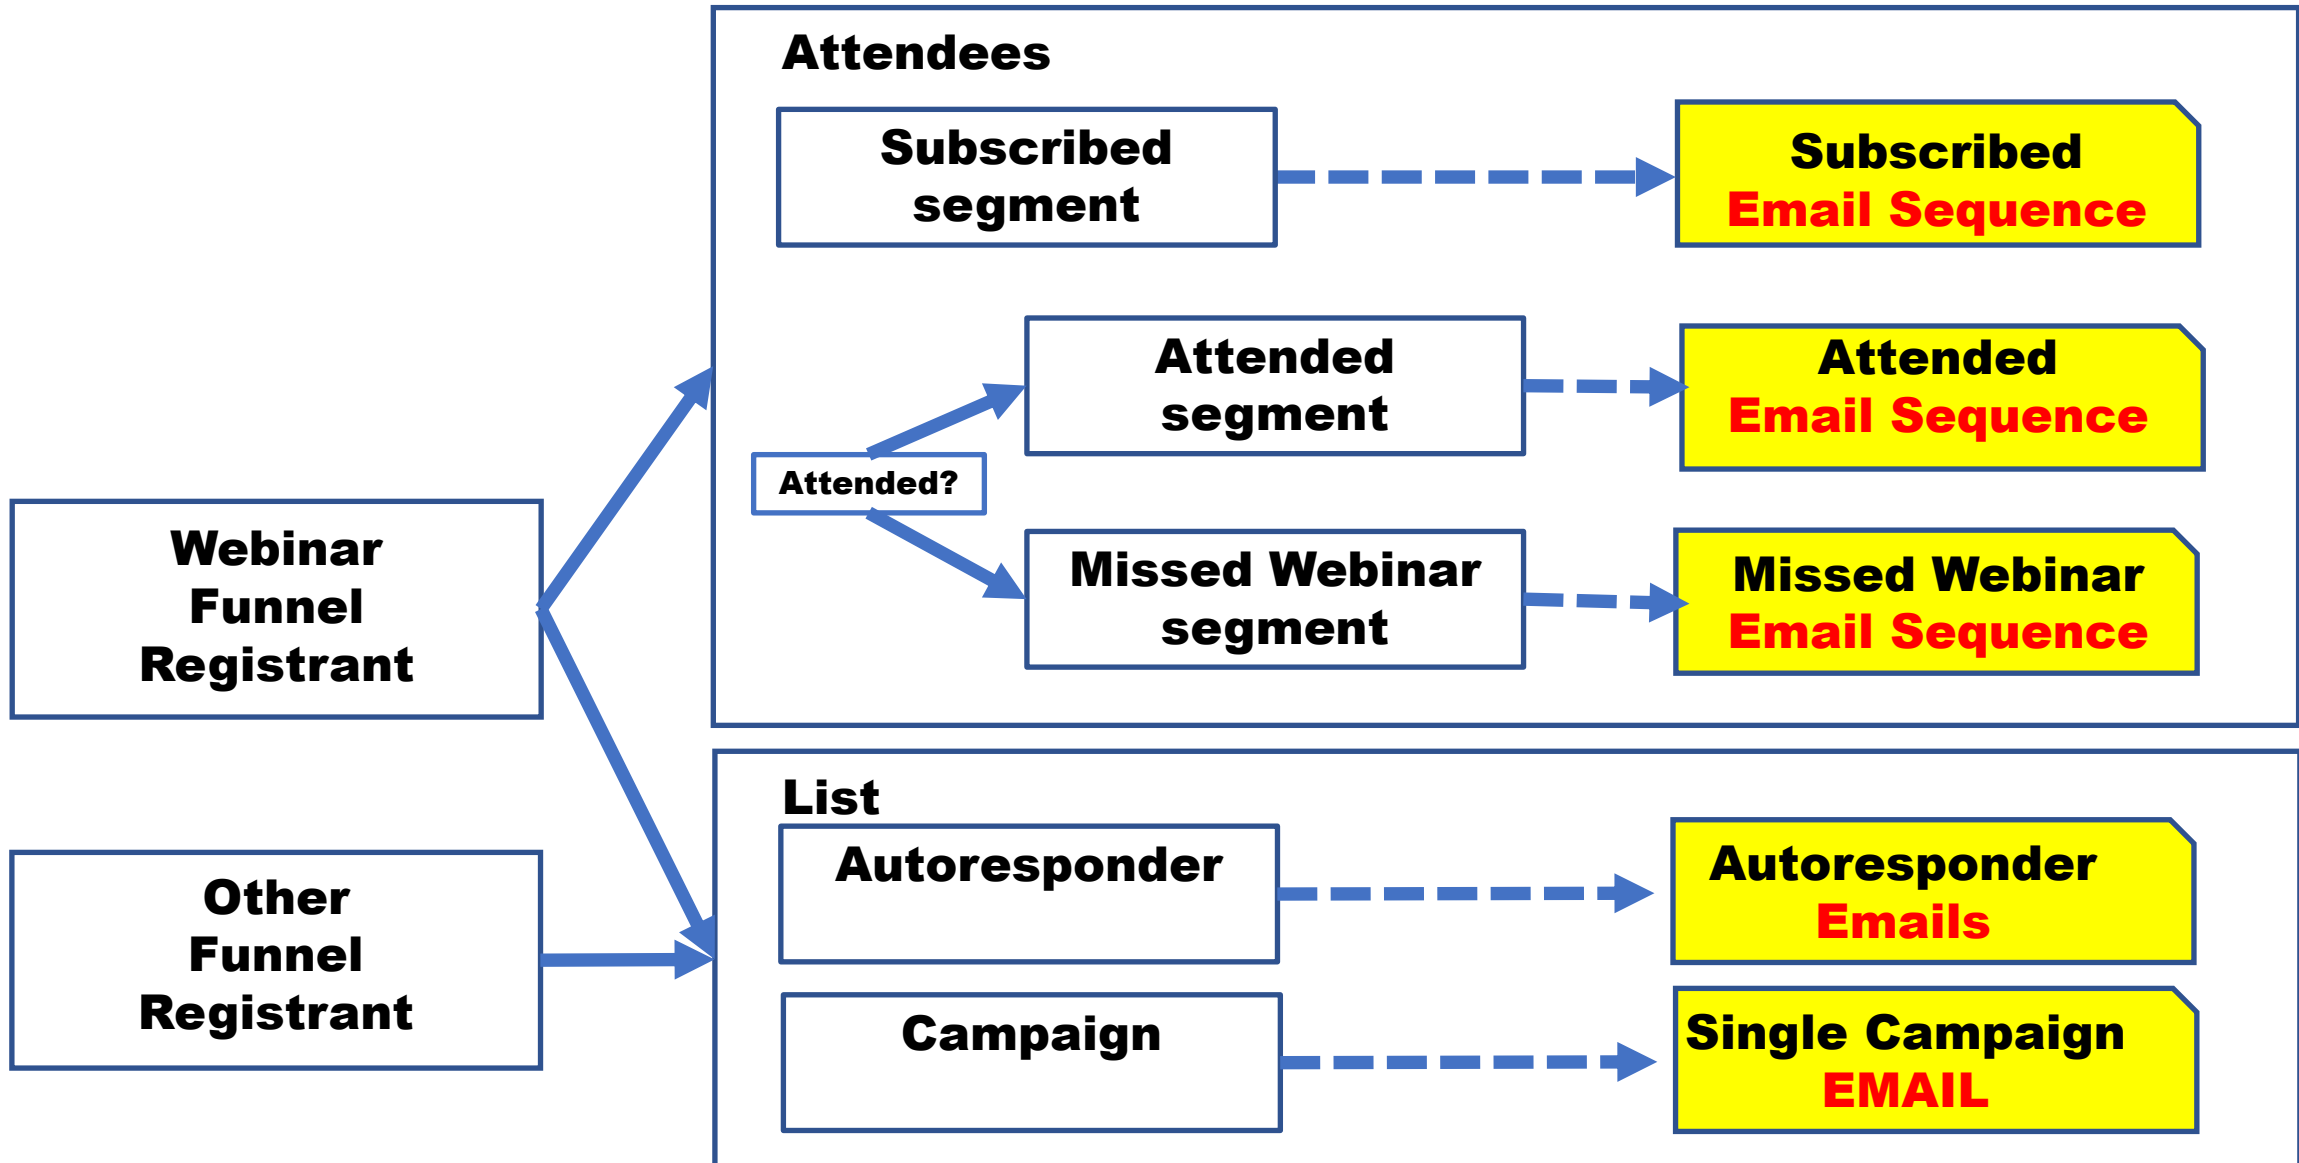 Attendees
Subscribed
segment
Subscribed
Email Sequence
Attended
segment
Attended
Email Sequence
Attended?
Missed Webinar
segment
Missed Webinar
Email Sequence
Webinar
Funnel
Registrant
List
Autoresponder
Autoresponder
Emails
Other
Funnel
Registrant
Campaign
Single Campaign
EMAIL